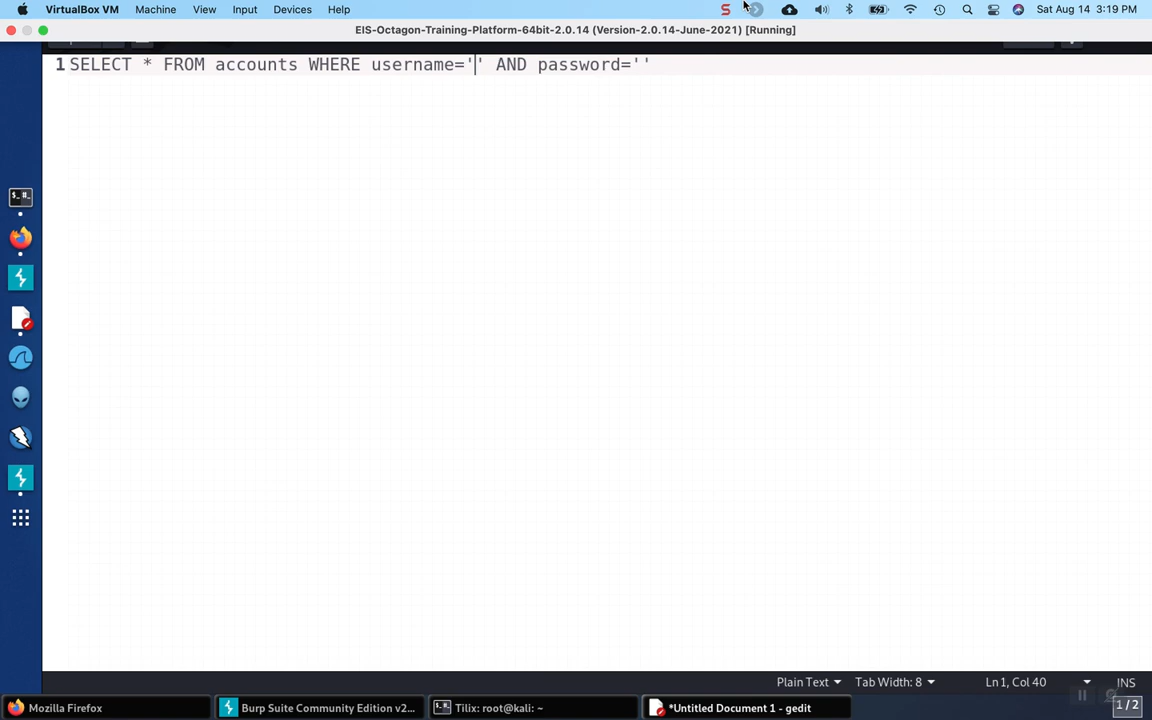 VirtualBox VM Machine View Input Devices Help Sat Aug 14 3:19 PM
EIS-Octagon-Training-Platform-64bit-2.0.14 (Version-2.0.14-June-2021) [Running]
1 SELECT * FROM accounts WHERE username='' AND password=''
Plain Text Tab Width: 8 Ln 1, Col 40 INS
Mozilla Firefox Burp Suite Community Edition v2... Tilix: root@kali: ~ *Untitled Document 1 - gedit 1 / 2